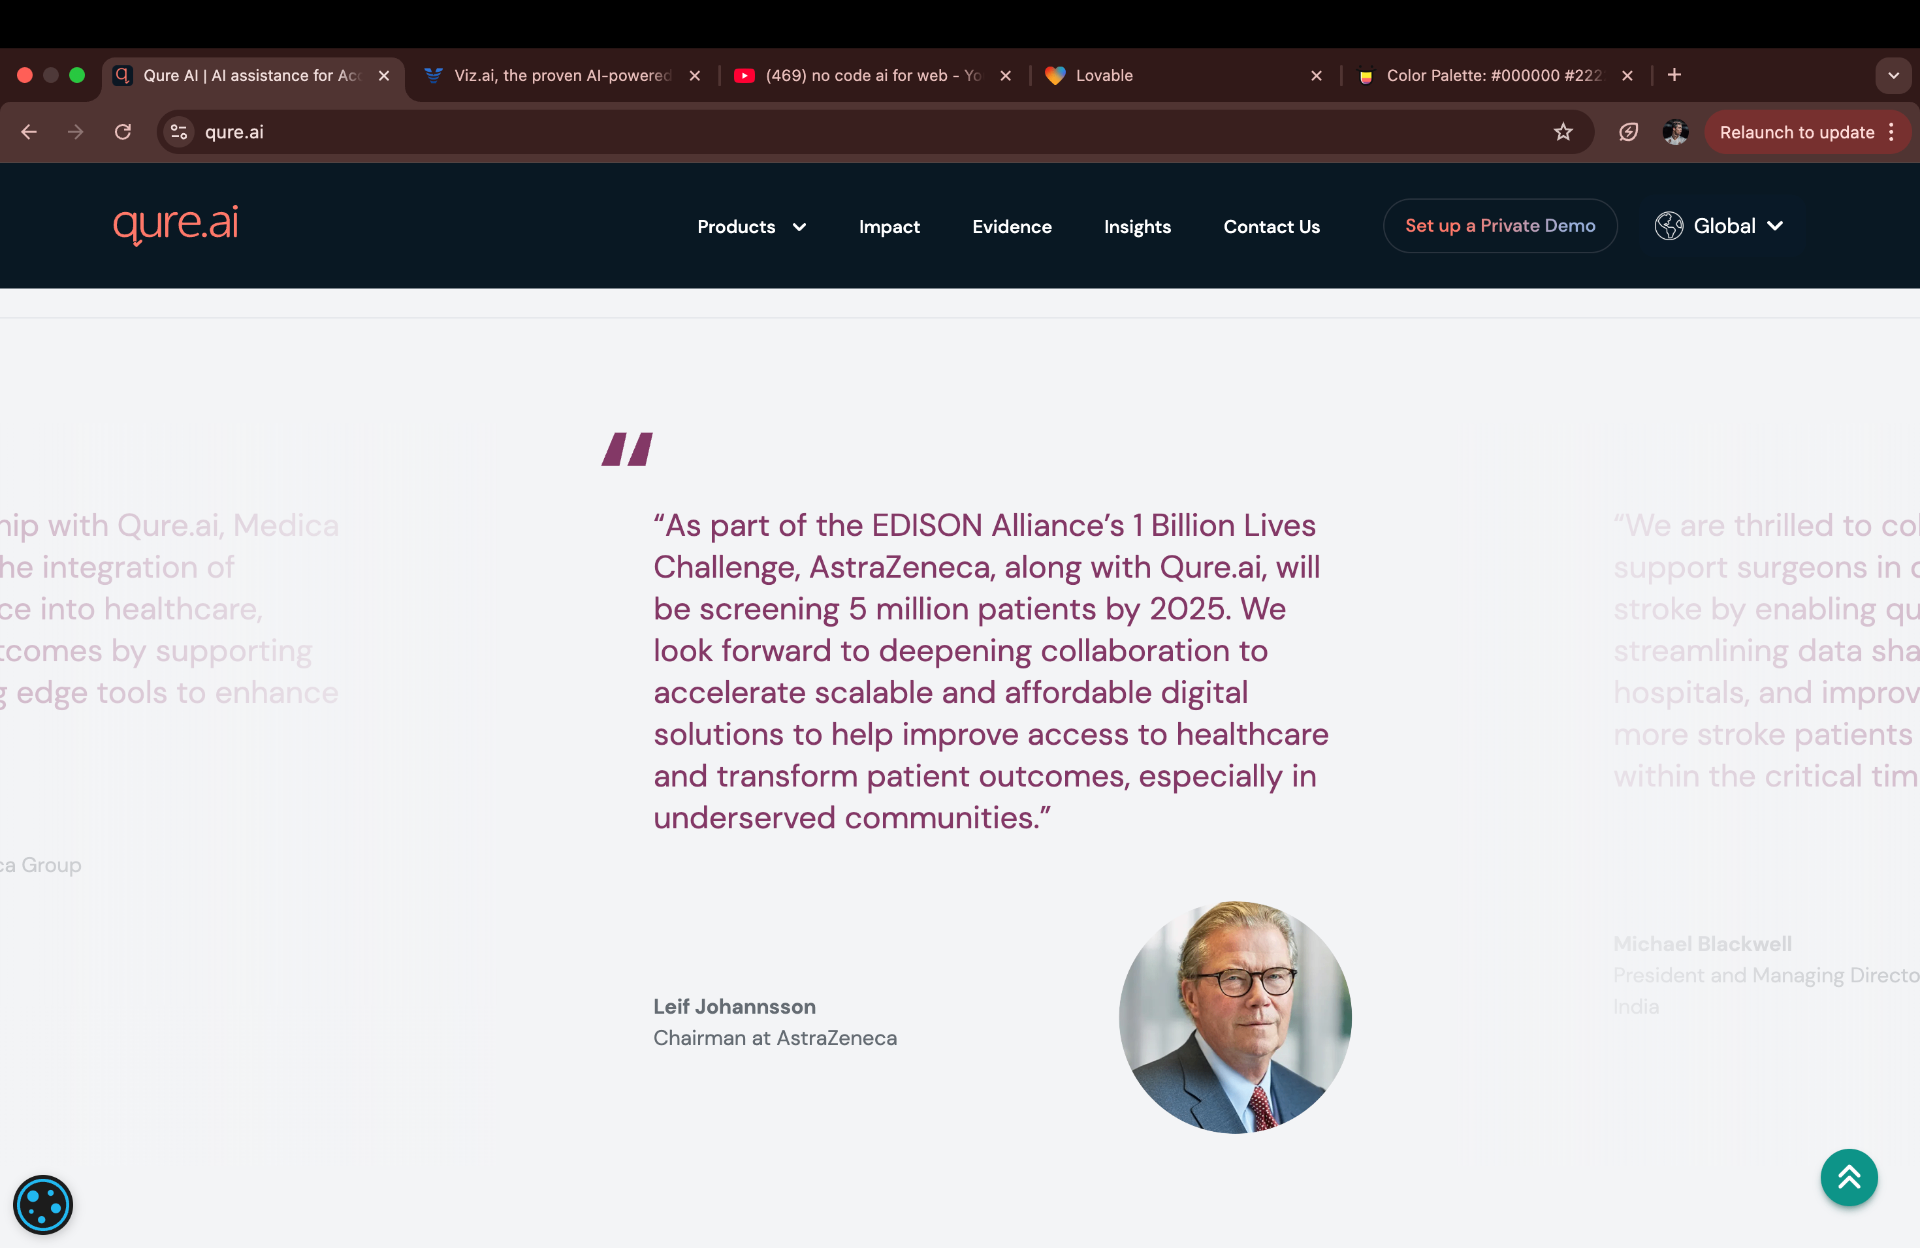 Qure AI | AI assistance for Acc
Viz.ai, the proven AI-powered
(469) no code ai for web - Yo
Lovable
Color Palette: #000000 #222
qure.ai
Relaunch to update
qure.ai
Products
Impact
Evidence
Insights
Contact Us
Set up a Private Demo
Global
“As part of the EDISON Alliance’s 1 Billion Lives
Challenge, AstraZeneca, along with Qure.ai, will
be screening 5 million patients by 2025. We
look forward to deepening collaboration to
accelerate scalable and affordable digital
solutions to help improve access to healthcare
and transform patient outcomes, especially in
underserved communities.”
Leif Johannsson
Chairman at AstraZeneca
hip with Qure.ai, Medica
he integration of
ce into healthcare,
tcomes by supporting
g edge tools to enhance
ca Group
“We are thrilled to col
support surgeons in
stroke by enabling qu
streamlining data sha
hospitals, and improv
more stroke patients
within the critical tim
Michael Blackwell
President and Managing Directo
India